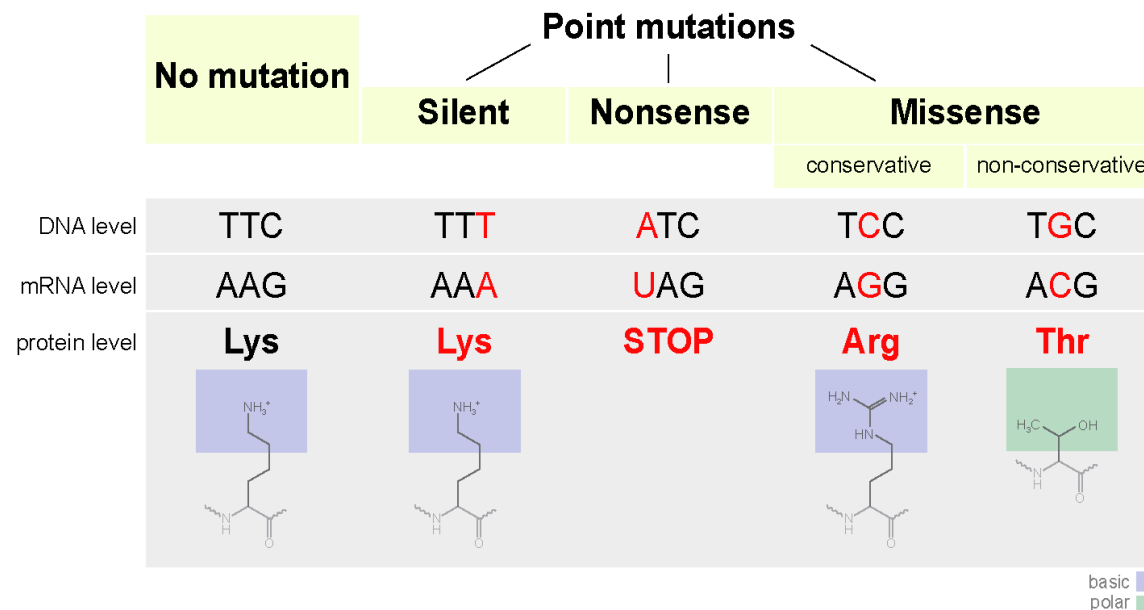 Point mutations
No mutation
Silent Nonsense Missense
conservative non-conservative
DNA level TTC TTT ATC TCC TGC
mRNA level AAG AAA UAG AGG ACG
protein level Lys Lys STOP Arg Thr
NH₃⁺ NH₃⁺ H₂N NH₂⁺ HN H₃C OH
N H O N H O N H O N H O
basic
polar